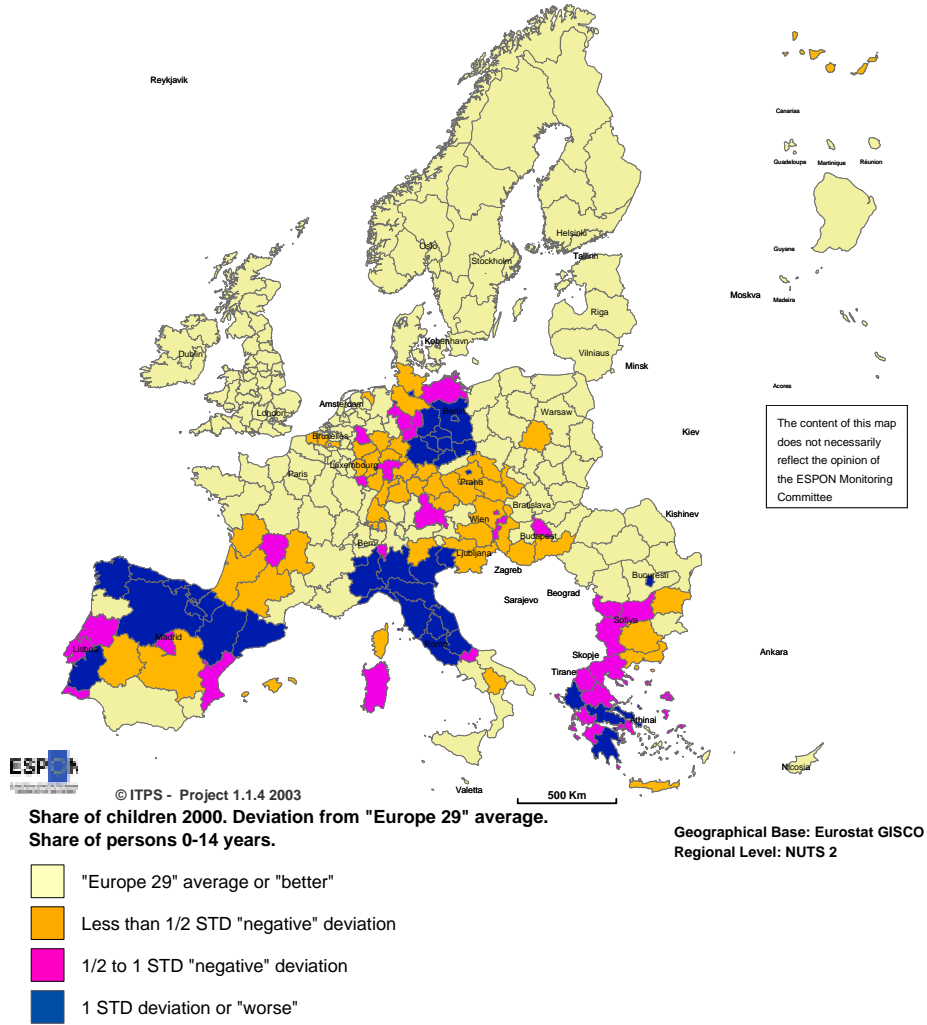 Reykjavik
Canarias
Guadeloupe Martinique Réunion
Oslo
Helsinki
Stockholm
Tallinn
Guyane
Moskva
Madeira
Riga
København
Dublin
Vilniaus
Minsk
Acores
Amsterdam
Berlin
Warsaw
London
The content of this map
does not necessarily
reflect the opinion of
the ESPON Monitoring
Committee
Kiev
Bruxelles
Luxembourg
Paris
Praha
Bratislava
Kishinev
Wien
Budapest
Bern
Ljubljana
Zagreb
Bucuresti
Beograd
Sarajevo
Sofiya
Madrid
Lisboa
Skopje
Ankara
Tirane
Athinai
Nicosia
ESPON
Valetta
500 Km
© ITPS - Project 1.1.4 2003
Share of children 2000. Deviation from "Europe 29" average.
Share of persons 0-14 years.
Geographical Base: Eurostat GISCO
Regional Level: NUTS 2
"Europe 29" average or "better"
Less than 1/2 STD "negative" deviation
1/2 to 1 STD "negative" deviation
1 STD deviation or "worse"